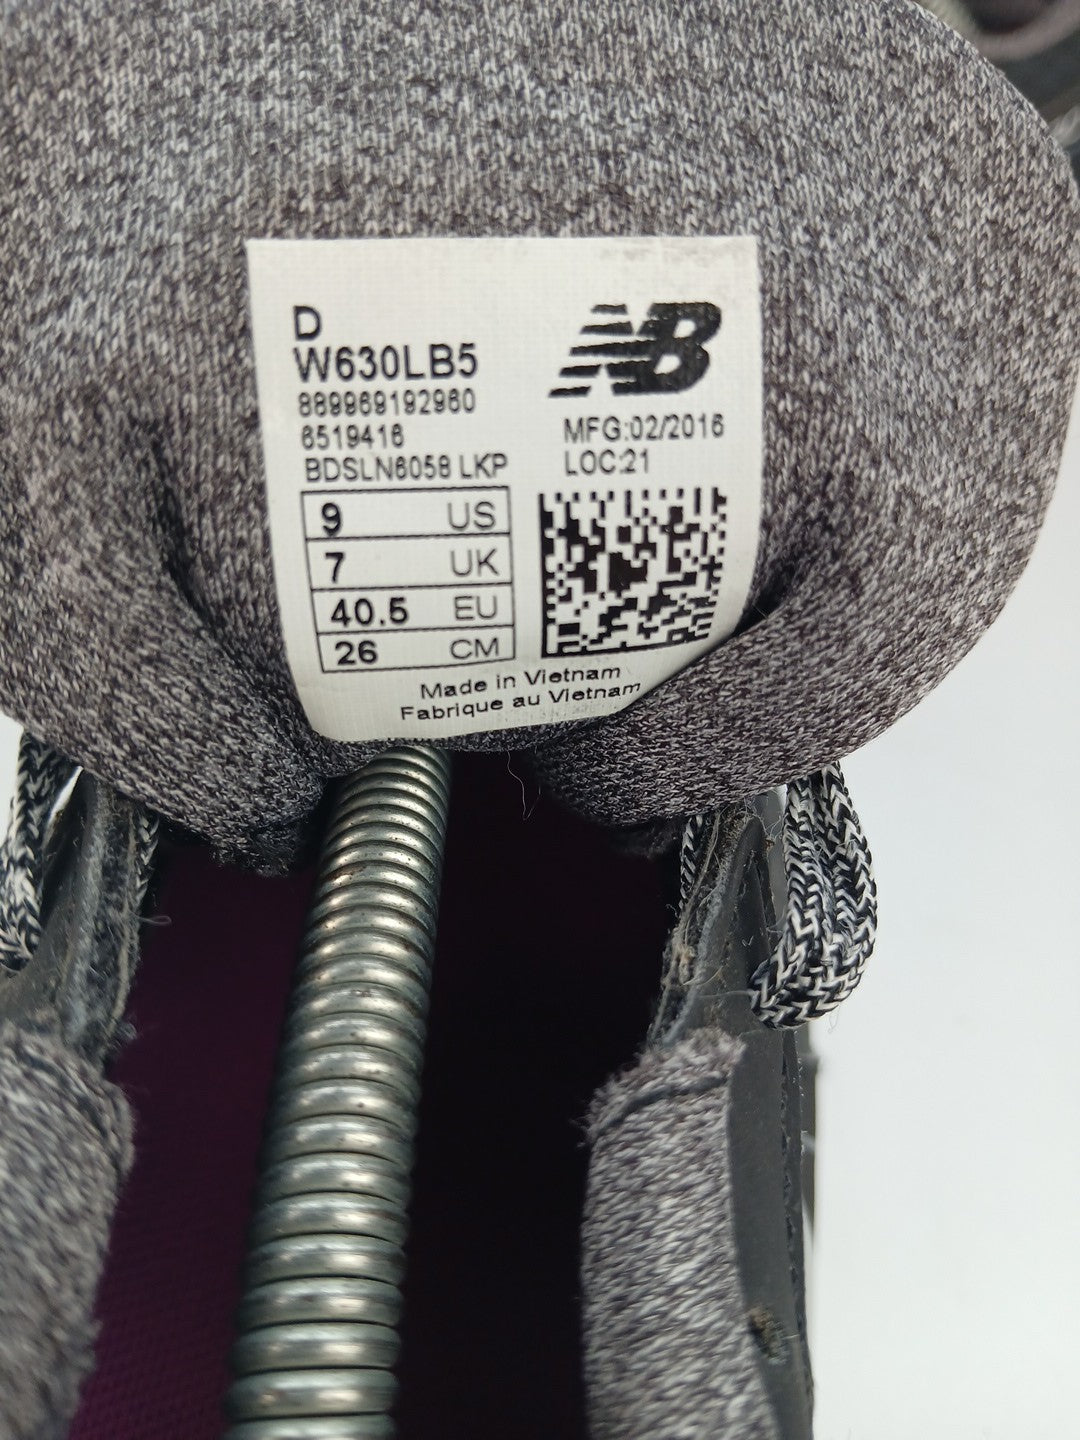 D
W630LB5
889969192960
6519416
BDSLN6058 LKP
NB
MFG:02/2016
LOC:21
9 US
7 UK
40.5 EU
26 CM
Made in Vietnam
Fabrique au Vietnam